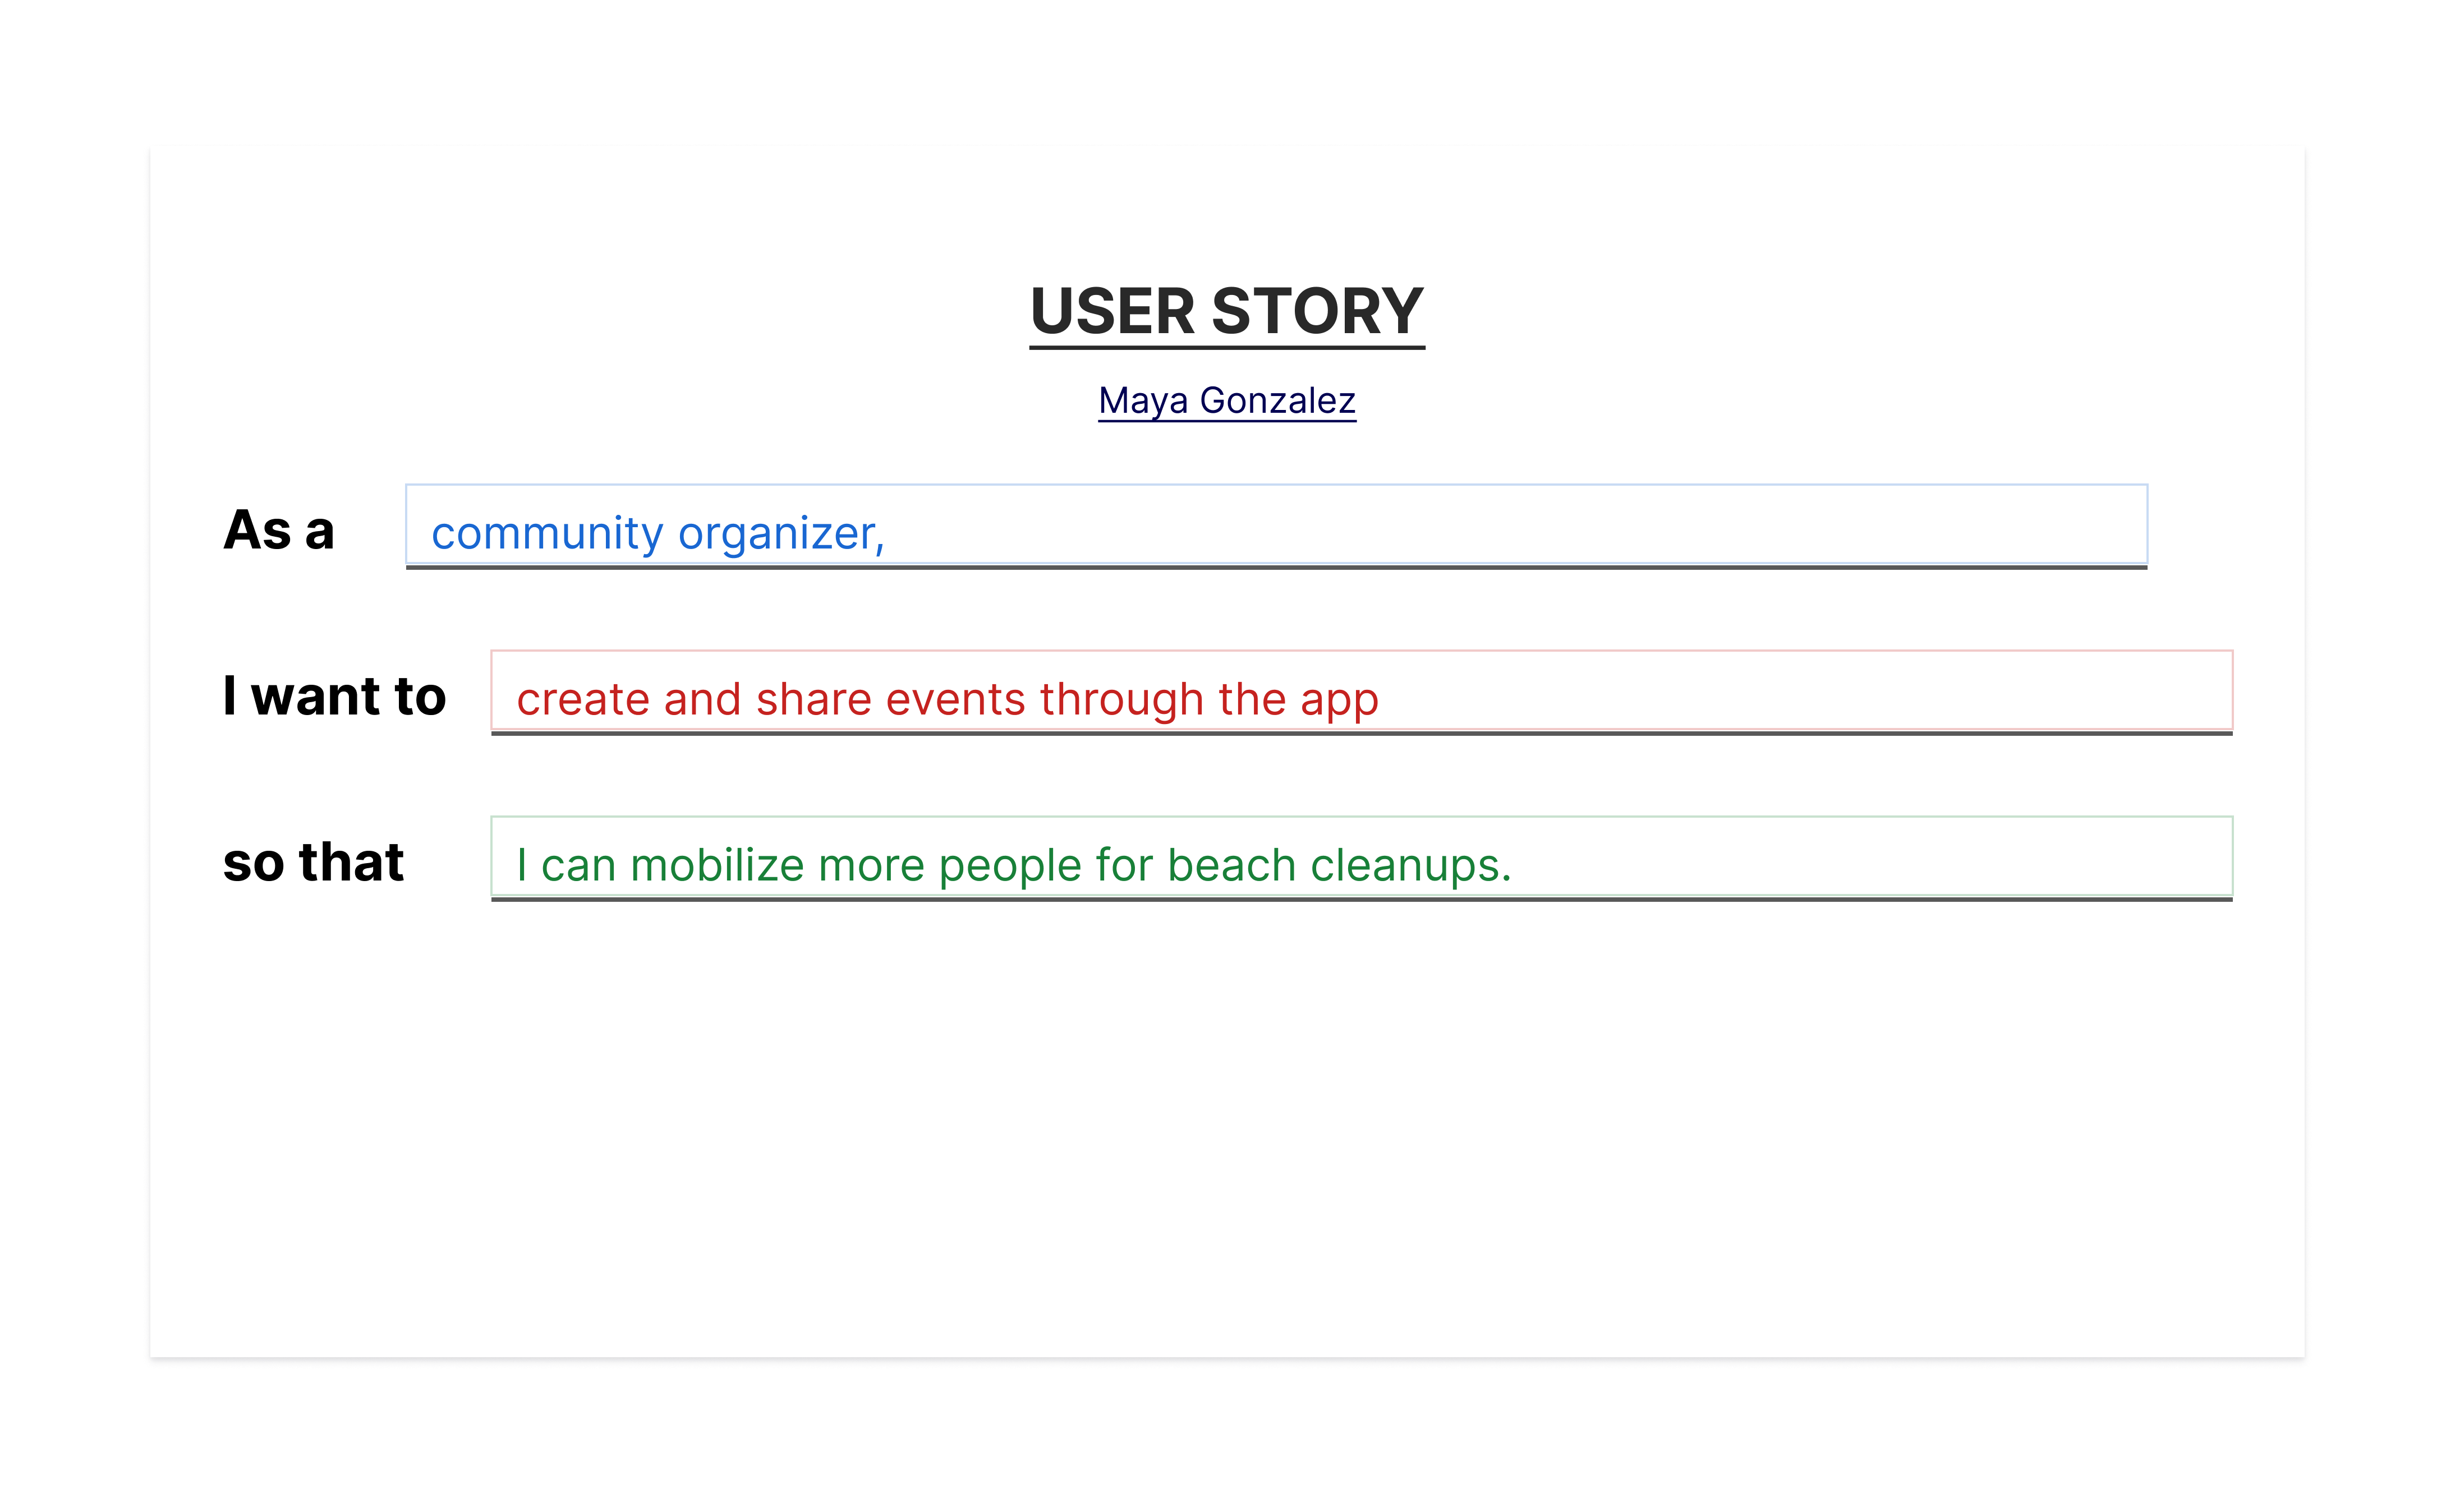 USER STORY
Maya Gonzalez
As a community organizer,
I want to create and share events through the app
so that I can mobilize more people for beach cleanups.